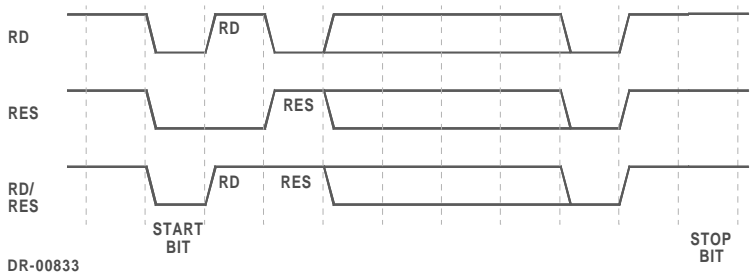 RD
RD
RES
RES
RD/
RES
RD
RES
START
BIT
STOP
BIT
DR-00833